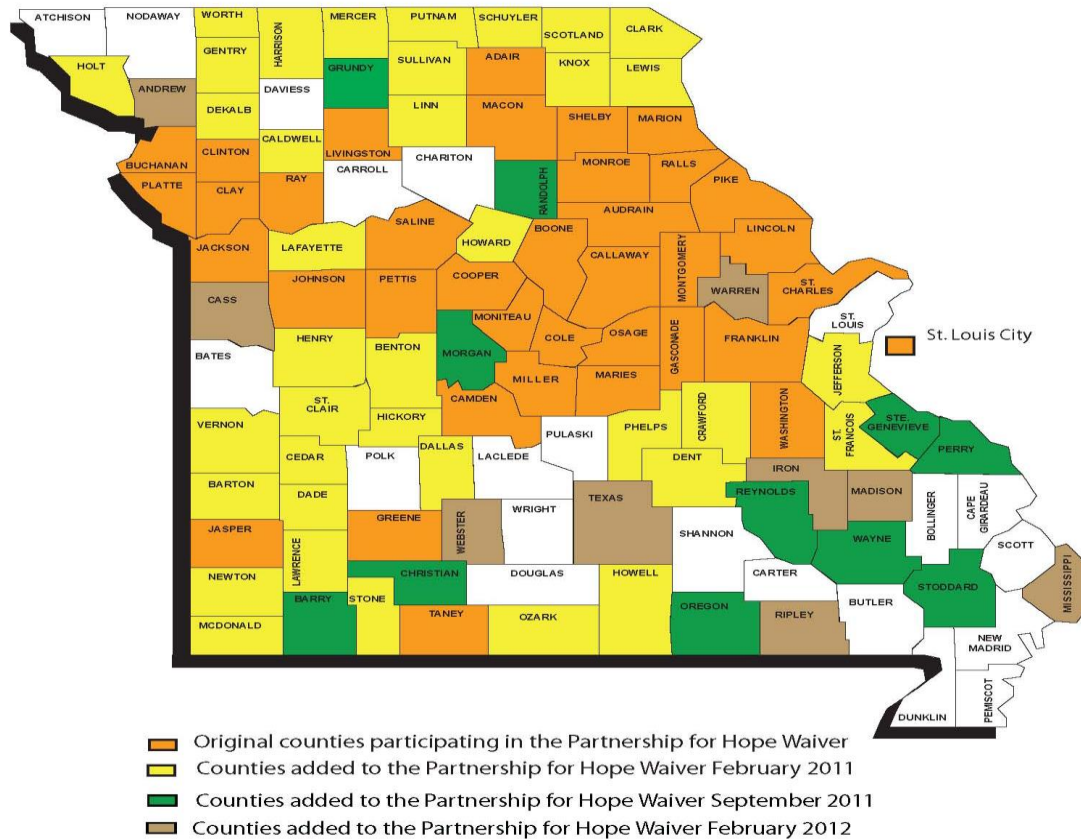 ATCHISON
NODAWAY
WORTH
MERCER
PUTNAM
SCHUYLER
SCOTLAND
CLARK
HOLT
GENTRY
HARRISON
GRUNDY
SULLIVAN
ADAIR
KNOX
LEWIS
ANDREW
DEKALB
DAVIESS
LINN
MACON
SHELBY
MARION
BUCHANAN
CLINTON
CALDWELL
LIVINGSTON
CHARITON
MONROE
RALLS
PIKE
PLATTE
CLAY
RAY
CARROLL
RANDOLPH
AUDRAIN
SALINE
HOWARD
BOONE
LINCOLN
JACKSON
LAFAYETTE
CALLAWAY
MONTGOMERY
WARREN
ST.
CHARLES
CASS
JOHNSON
PETTIS
COOPER
MONITEAU
COLE
OSAGE
GASCONADE
FRANKLIN
ST.
LOUIS
St. Louis City
BATES
HENRY
BENTON
MORGAN
MILLER
MARIES
JEFFERSON
ST.
CLAIR
HICKORY
CAMDEN
PULASKI
PHELPS
CRAWFORD
WASHINGTON
ST.
FRANCOIS
STE.
GENEVIEVE
PERRY
VERNON
CEDAR
POLK
DALLAS
LACLEDE
DENT
IRON
MADISON
BOLLINGER
CAPE
GIRARDEAU
BARTON
DADE
GREENE
WEBSTER
WRIGHT
TEXAS
REYNOLDS
WAYNE
SCOTT
MISSISSIPPI
JASPER
LAWRENCE
CHRISTIAN
DOUGLAS
SHANNON
CARTER
STODDARD
NEWTON
BARRY
STONE
TANEY
OZARK
HOWELL
OREGON
RIPLEY
BUTLER
NEW
MADRID
MCDONALD
DUNKLIN
PEMISCOT
Original counties participating in the Partnership for Hope Waiver
Counties added to the Partnership for Hope Waiver February 2011
Counties added to the Partnership for Hope Waiver September 2011
Counties added to the Partnership for Hope Waiver February 2012